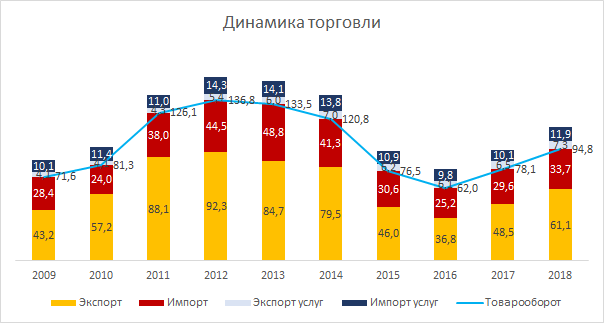 Динамика торговли
10,1 11,4 11,0 14,3 14,1 13,8 10,9 9,8 10,1 11,9
4,3 5,4 6,0 7,0 6,2 6,1 6,5 7,3
71,6 81,3 126,1 136,8 133,5 120,8 76,5 62,0 78,1 94,8
28,4 24,0 38,0 44,5 48,8 41,3 30,6 25,2 29,6 33,7
43,2 57,2 88,1 92,3 84,7 79,5 46,0 36,8 48,5 61,1
2009 2010 2011 2012 2013 2014 2015 2016 2017 2018
Экспорт Импорт Экспорт услуг Импорт услуг Товарооборот